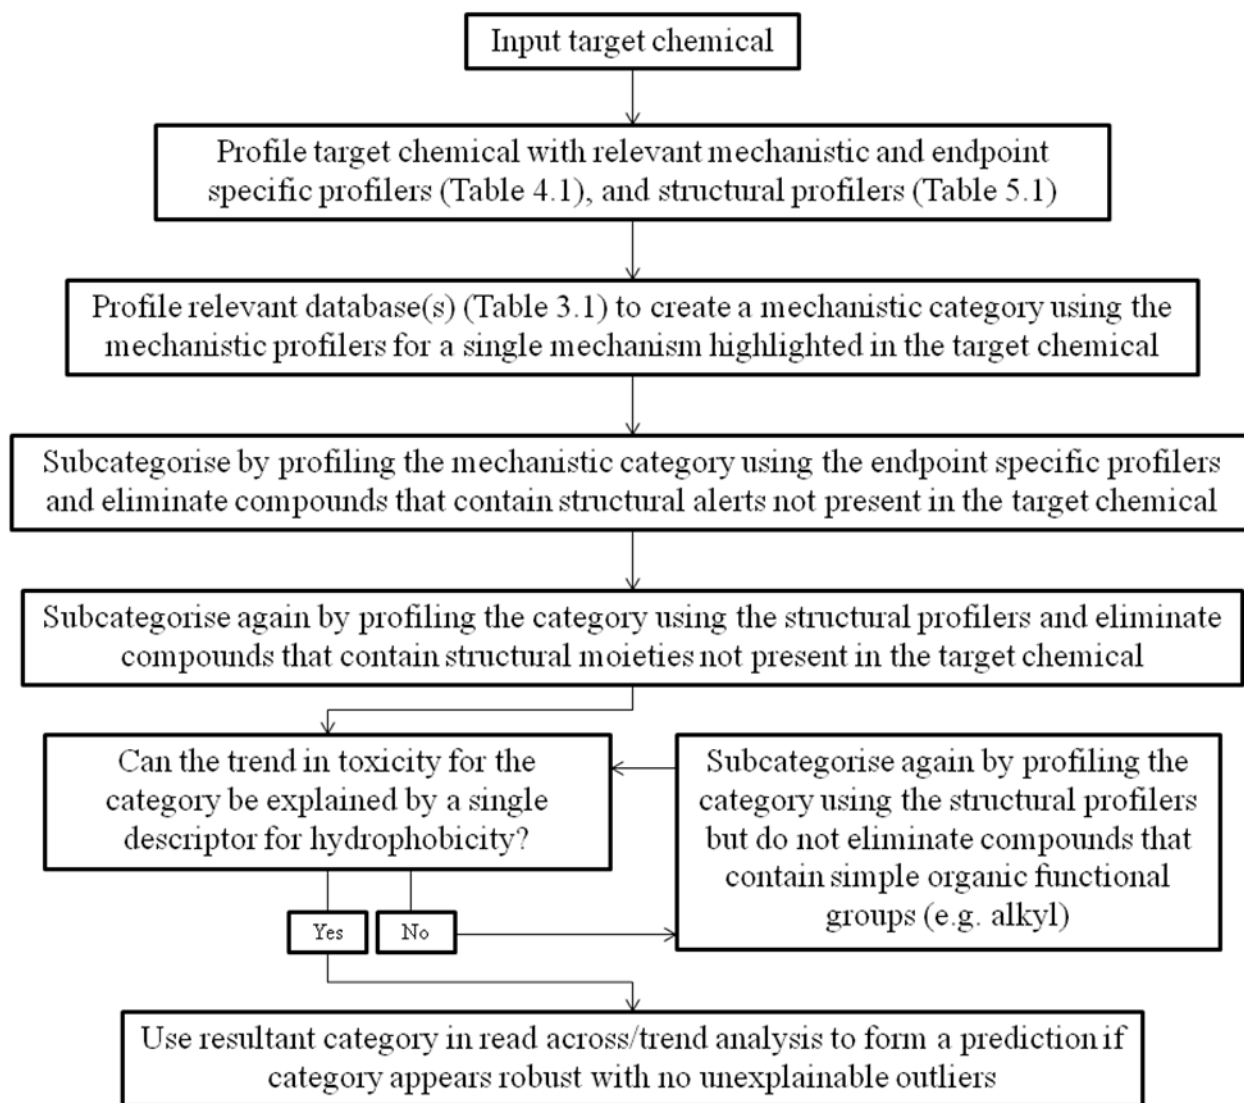 Input target chemical
Profile target chemical with relevant mechanistic and endpoint
specific profilers (Table 4.1), and structural profilers (Table 5.1)
Profile relevant database(s) (Table 3.1) to create a mechanistic category using the
mechanistic profilers for a single mechanism highlighted in the target chemical
Subcategorise by profiling the mechanistic category using the endpoint specific profilers
and eliminate compounds that contain structural alerts not present in the target chemical
Subcategorise again by profiling the category using the structural profilers and eliminate
compounds that contain structural moieties not present in the target chemical
Can the trend in toxicity for the
category be explained by a single
descriptor for hydrophobicity?
Subcategorise again by profiling the
category using the structural profilers
but do not eliminate compounds that
contain simple organic functional
groups (e.g. alkyl)
Yes
No
Use resultant category in read across/trend analysis to form a prediction if
category appears robust with no unexplainable outliers